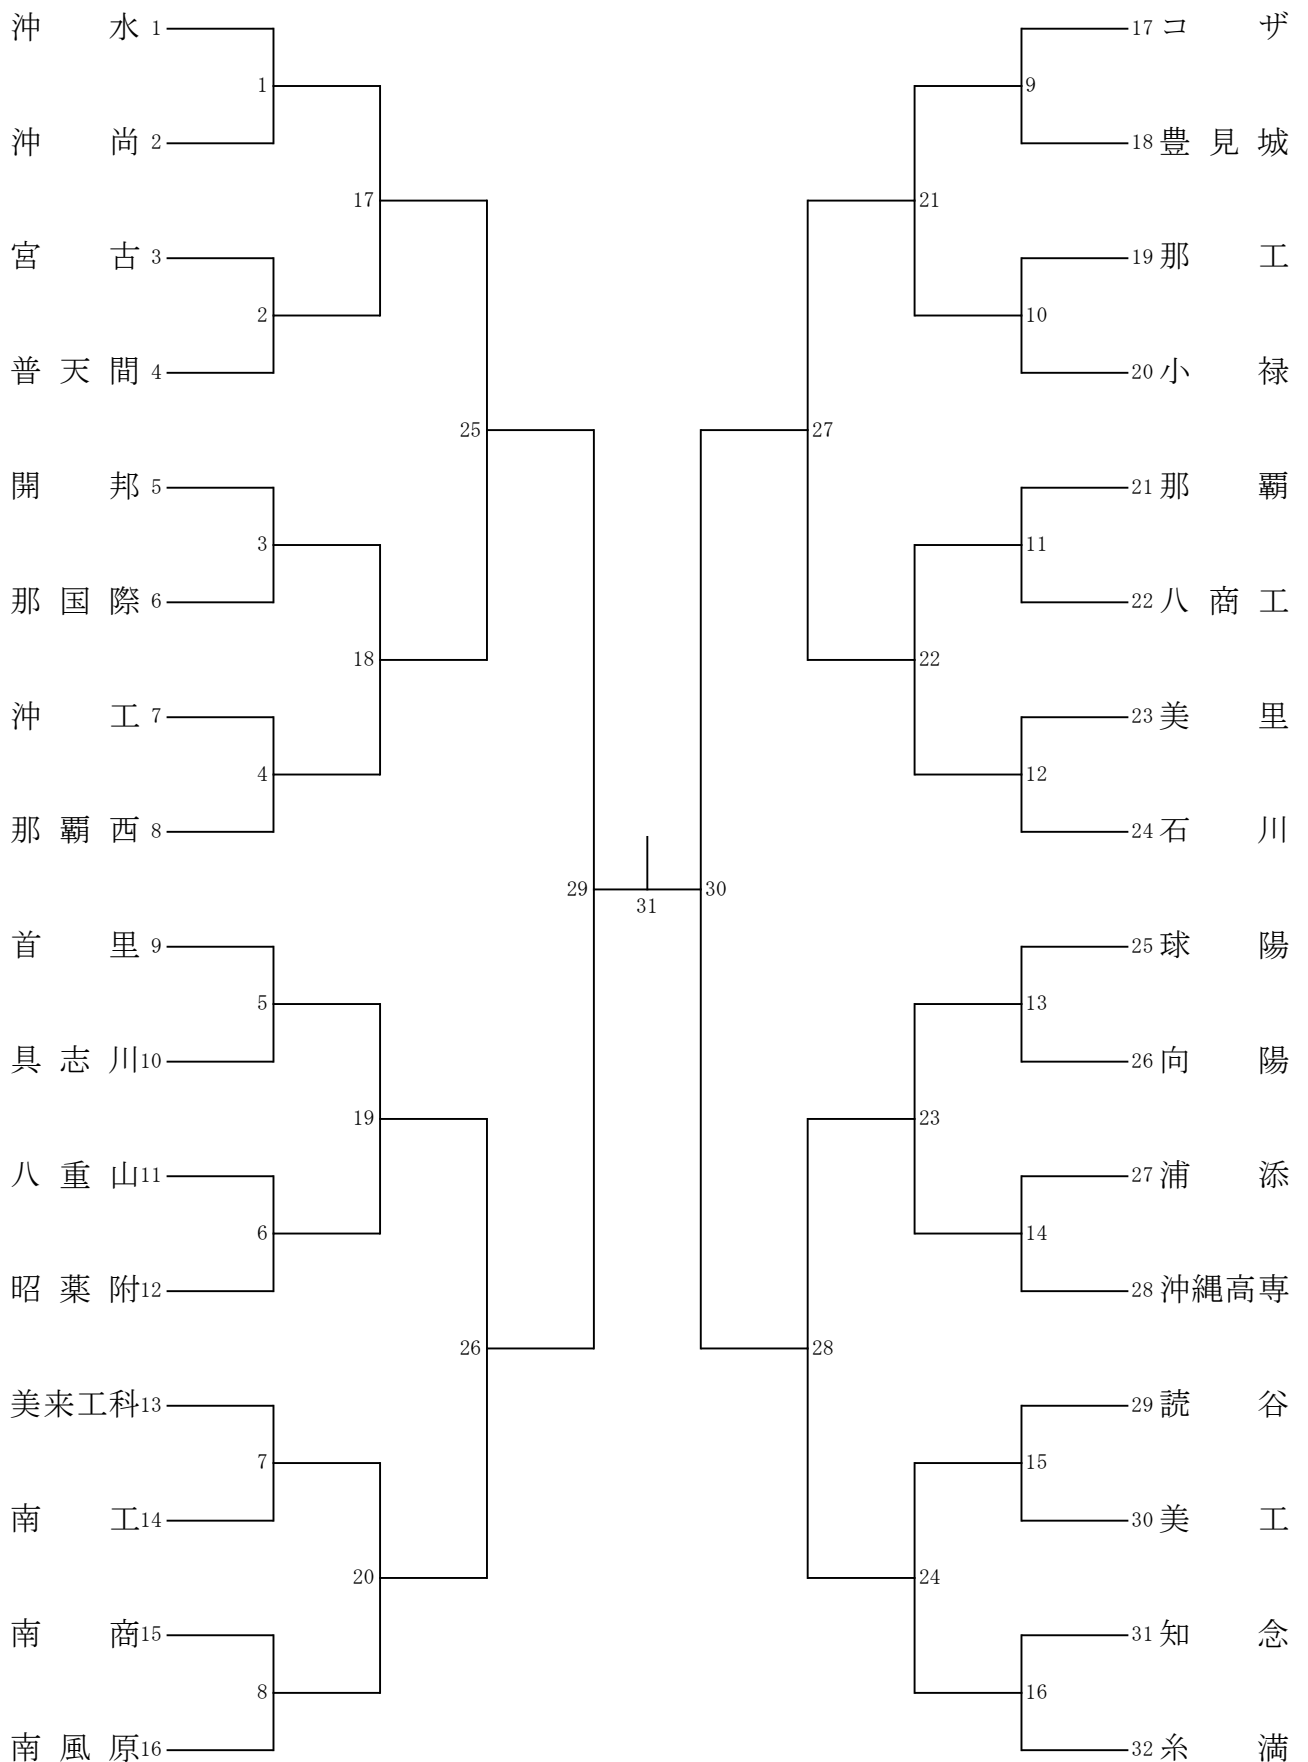 沖水 1
17 コザ
1
9
沖尚 2
18 豊見城
17
21
宮古 3
19 那工
2
10
普天間 4
20 小禄
25
27
開邦 5
21 那覇
3
11
那国際 6
22 八商工
18
22
沖工 7
23 美里
4
12
那覇西 8
24 石川
29
30
31
首里 9
25 球陽
5
13
具志川 10
26 向陽
19
23
八重山 11
27 浦添
6
14
昭薬附 12
28 沖縄高専
26
28
美来工科 13
29 読谷
7
15
南工 14
30 美工
20
24
南商 15
31 知念
8
16
南風原 16
32 糸満